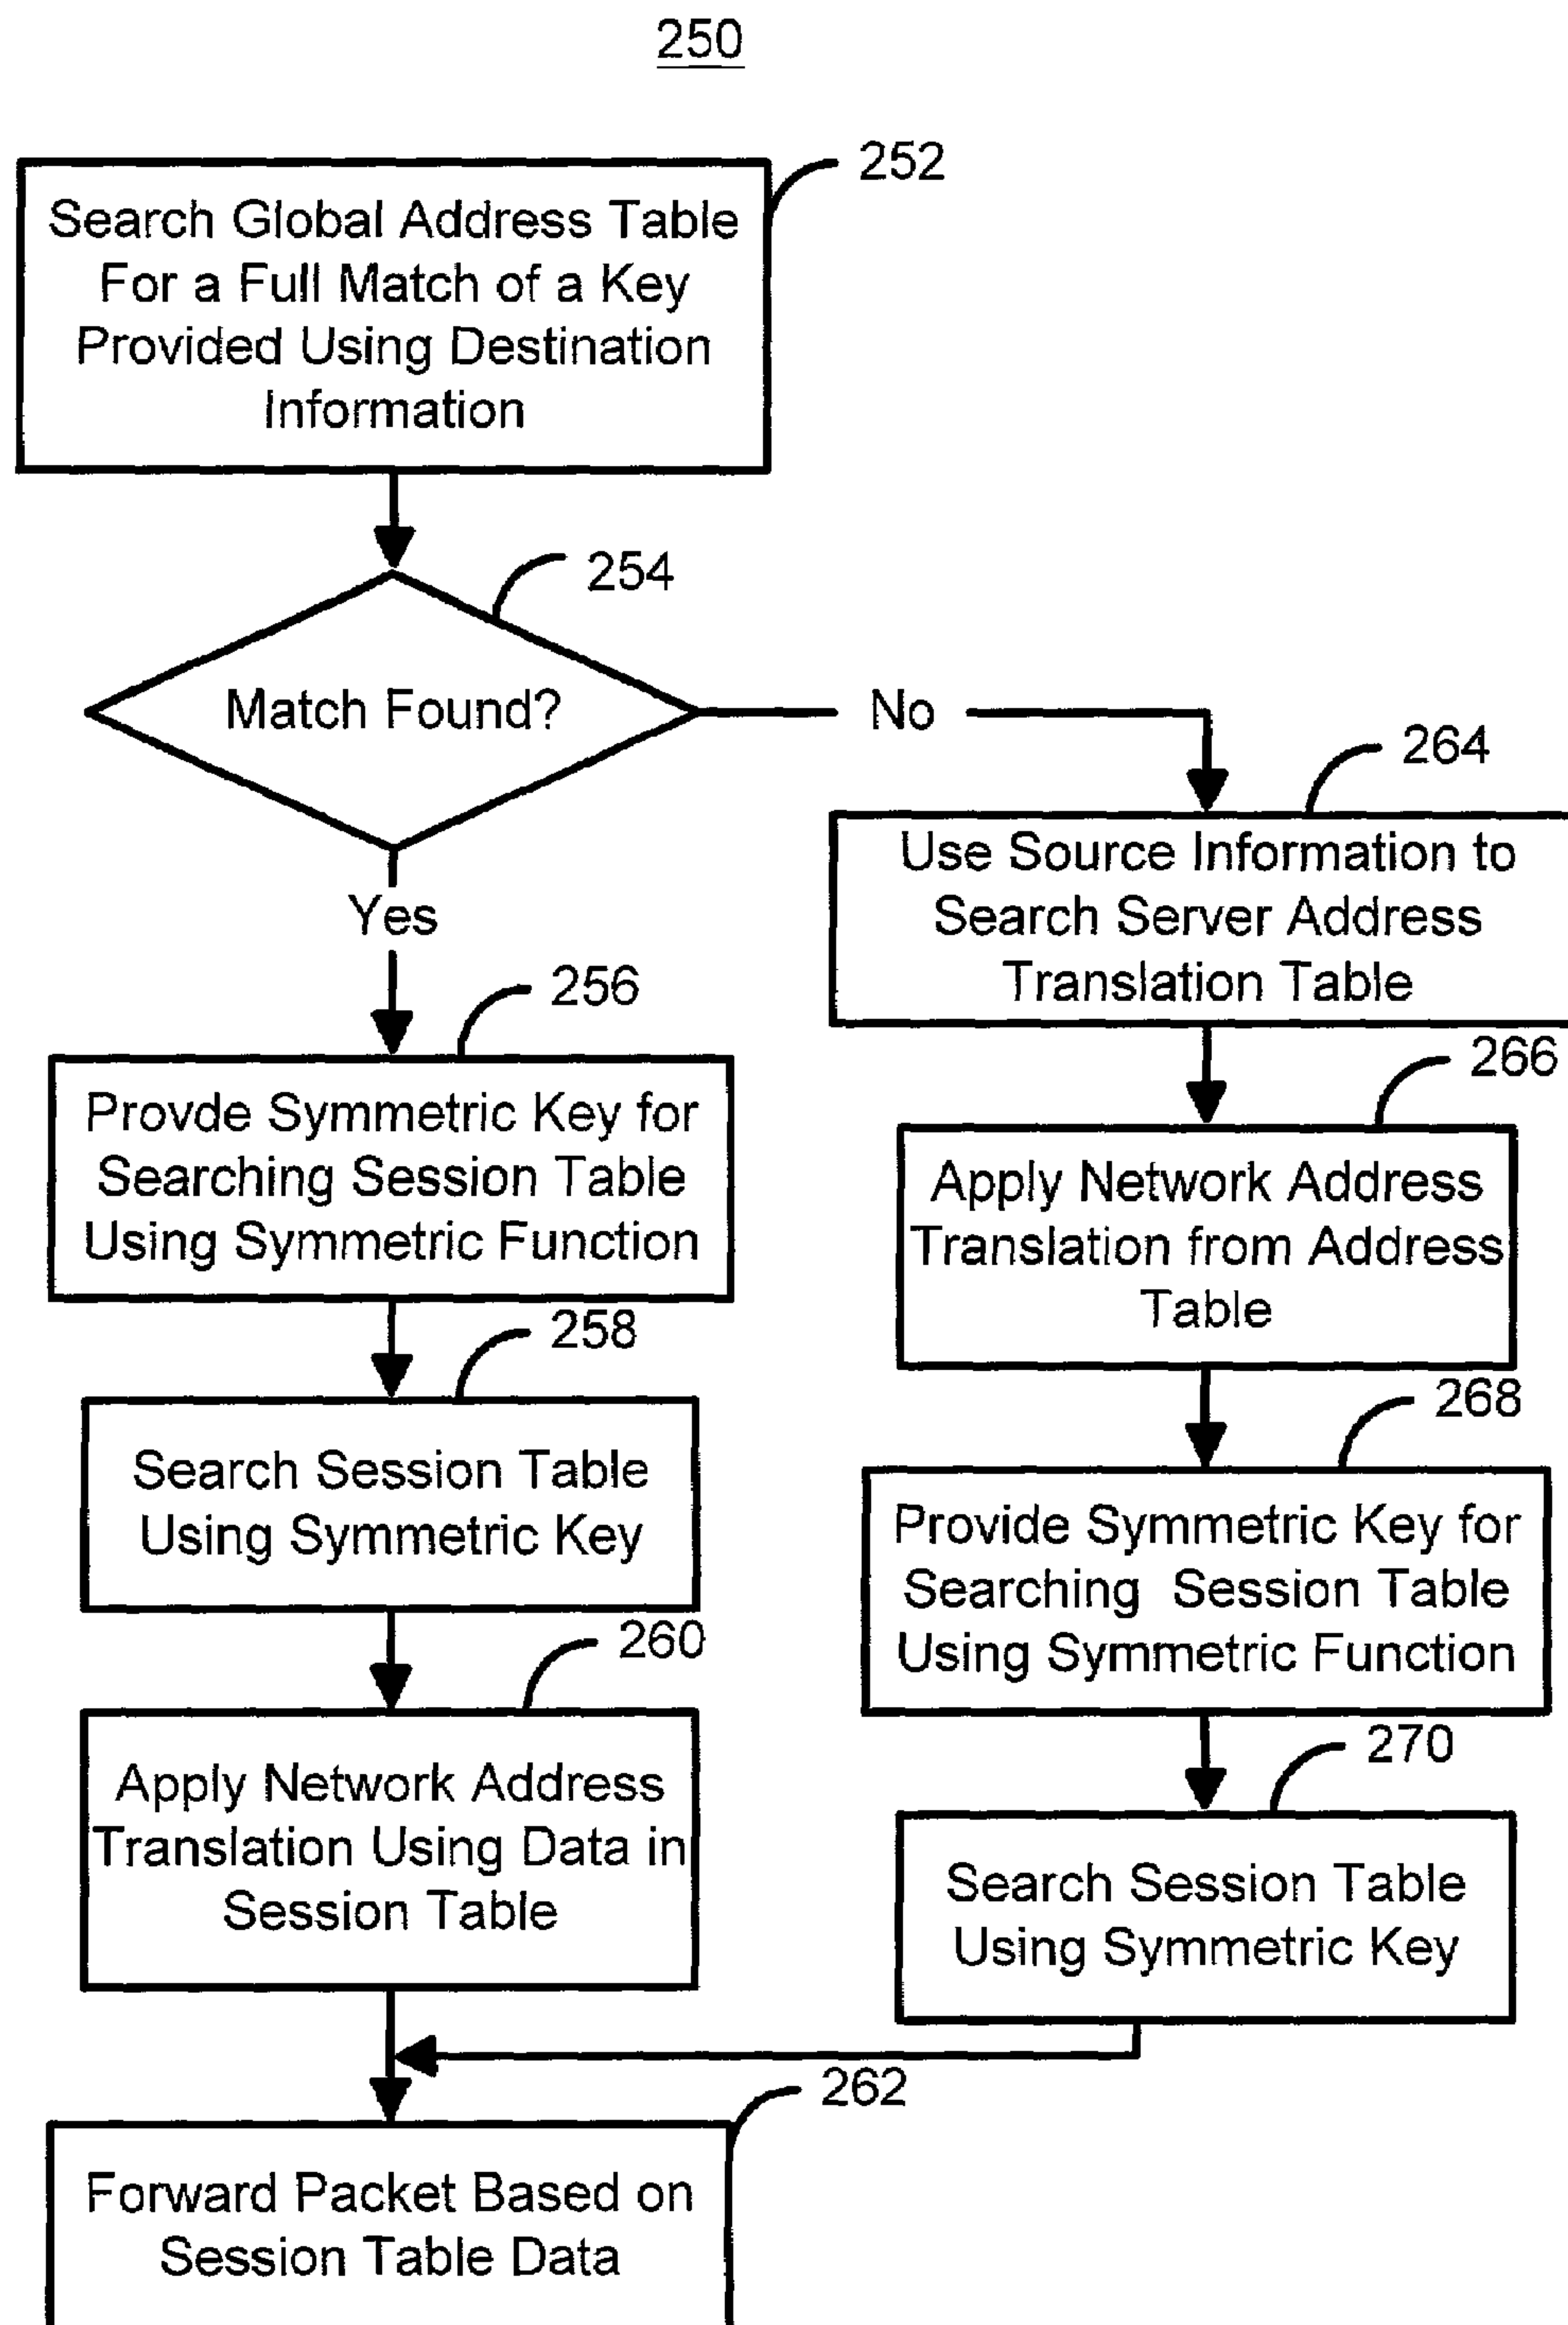 250
252
Search Global Address Table
For a Full Match of a Key
Provided Using Destination
Information
254
Match Found?
No
Yes
264
Use Source Information to
Search Server Address
Translation Table
256
Provde Symmetric Key for
Searching Session Table
Using Symmetric Function
266
Apply Network Address
Translation from Address
Table
258
Search Session Table
Using Symmetric Key
268
Provide Symmetric Key for
Searching Session Table
Using Symmetric Function
260
Apply Network Address
Translation Using Data in
Session Table
270
Search Session Table
Using Symmetric Key
262
Forward Packet Based on
Session Table Data